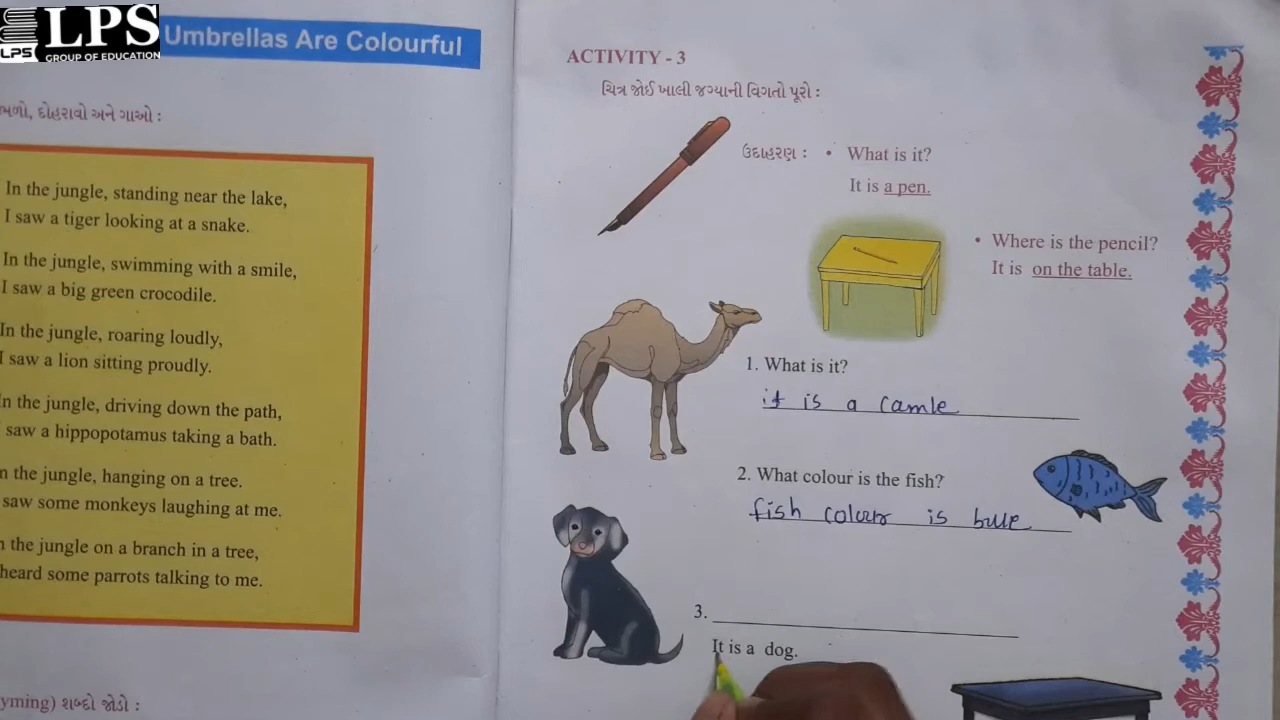 LPS
LPS
GROUP OF EDUCATION
Umbrellas Are Colourful
દોહરાવો અને ગાઓ :
In the jungle, standing near the lake,
I saw a tiger looking at a snake.
In the jungle, swimming with a smile,
I saw a big green crocodile.
In the jungle, roaring loudly,
I saw a lion sitting proudly.
In the jungle, driving down the path,
saw a hippopotamus taking a bath.
n the jungle, hanging on a tree.
saw some monkeys laughing at me.
n the jungle on a branch in a tree,
heard some parrots talking to me.
yming) શબ્દો જોડો :
ACTIVITY - 3
ચિત્ર જોઈ ખાલી જગ્યાની વિગતો પૂરો :
ઉદાહરણ : • What is it?
It is a pen.
• Where is the pencil?
It is on the table.
1. What is it?
it is a camle
2. What colour is the fish?
fish colour is bule
3.
It is a dog.